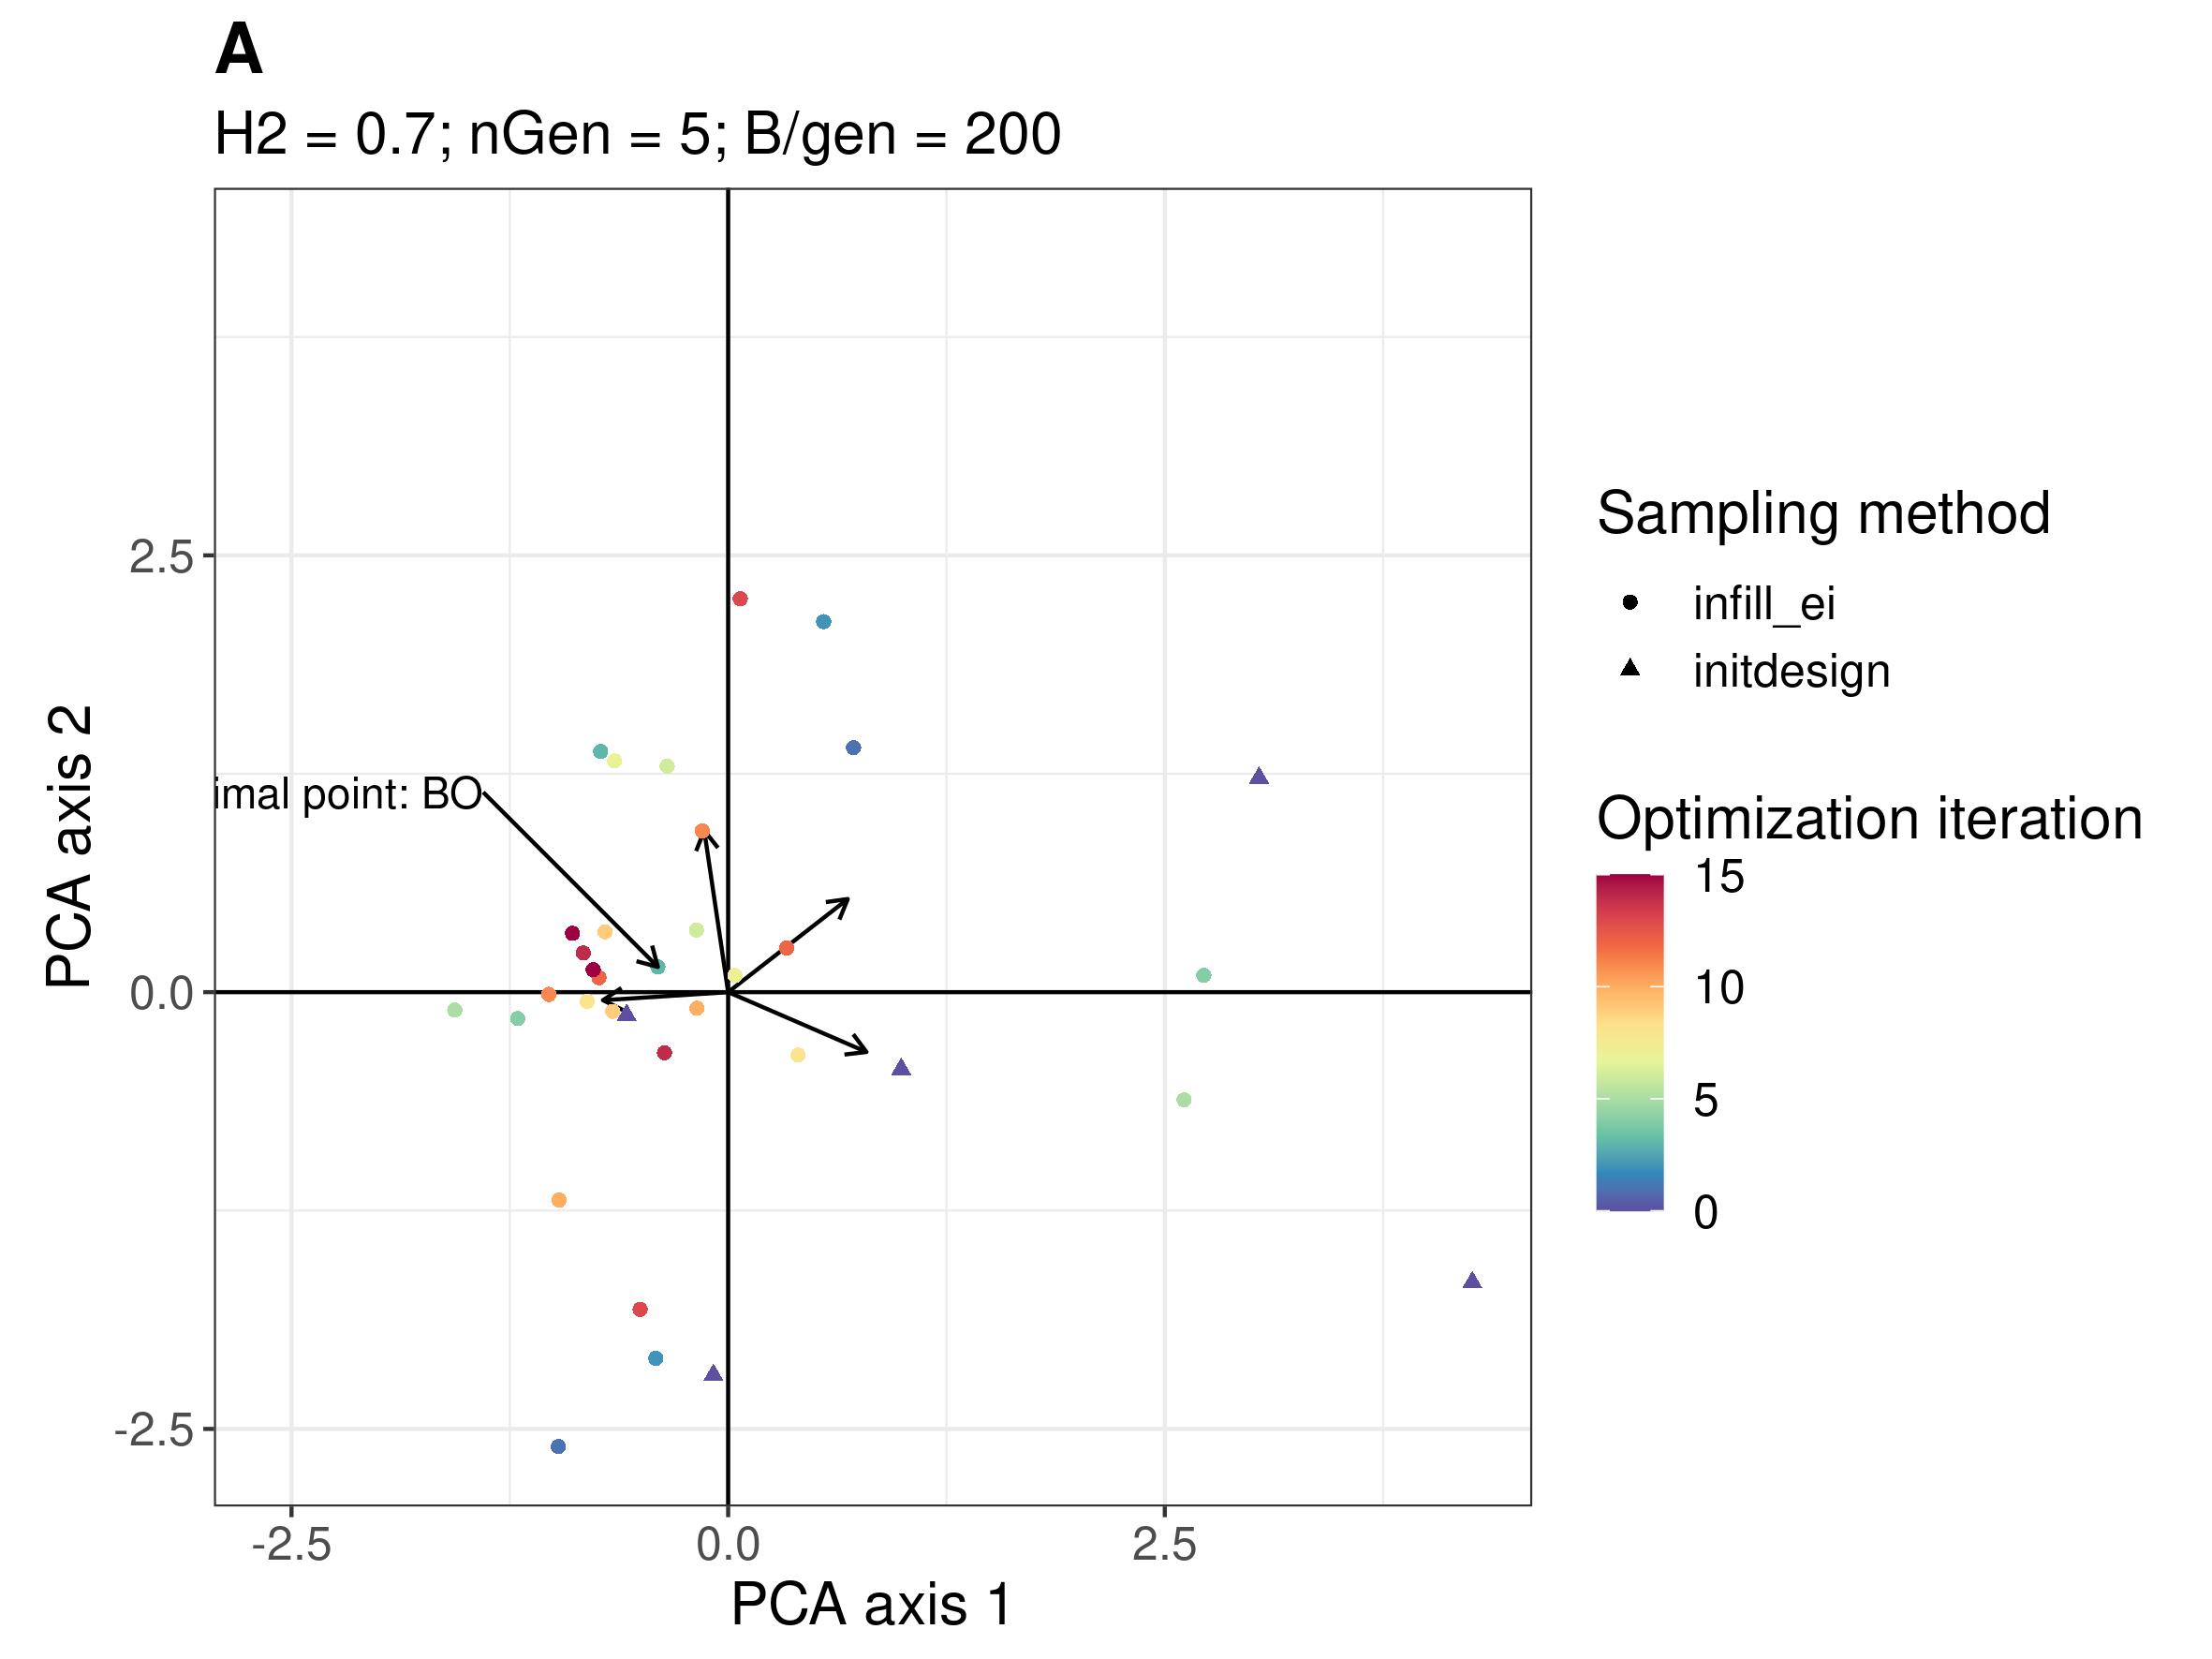 A
H2 = 0.7; nGen = 5; B/gen = 200
2.5
0.0
-2.5
PCA axis 2
imal point: BO
-2.5
0.0
2.5
PCA axis 1
Sampling method
infill_ei
initdesign
Optimization iteration
15
10
5
0